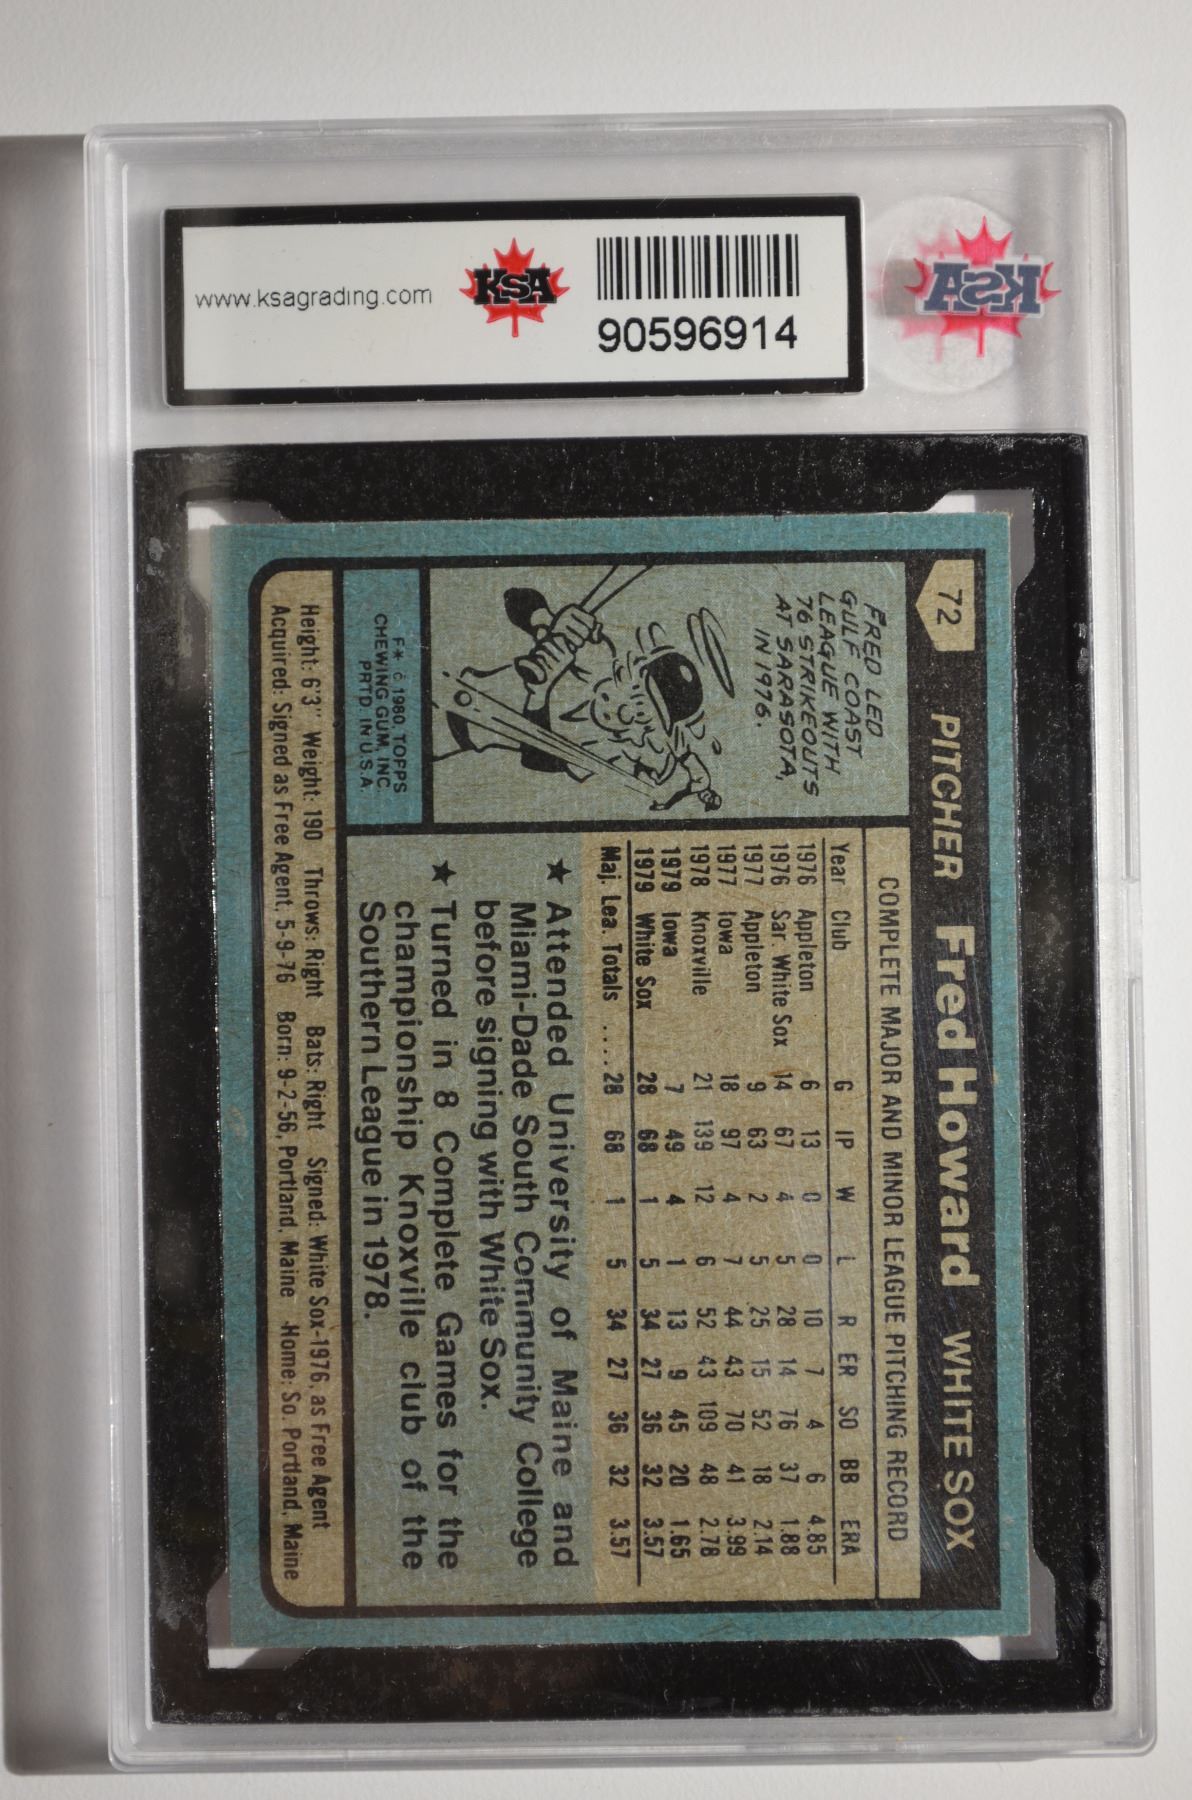 www.ksagrading.com
KSA
90596914
KSA
72
PITCHER Fred Howard WHITE SOX
FRED LED
GULF COAST
LEAGUE WITH
76 STRIKEOUTS
AT SARASOTA,
IN 1976.
F* © 1980, TOPPS
CHEWING GUM, INC
PRTD. IN U.S.A.
COMPLETE MAJOR AND MINOR LEAGUE PITCHING RECORD
Year Club G IP W L R ER SO BB ERA
1976 Appleton 6 13 0 0 10 7 4 6 4.85
1976 Sar. White Sox 14 67 4 5 28 14 76 37 1.88
1977 Appleton 9 63 2 5 25 15 52 18 2.14
1977 Iowa 18 97 4 7 44 43 70 41 3.99
1978 Knoxville 21 139 12 6 52 43 109 48 2.78
1979 Iowa 7 49 4 1 13 9 45 20 1.65
1979 White Sox 28 68 1 5 34 27 36 32 3.57
Maj. Lea. Totals ..... 28 68 1 5 34 27 36 32 3.57
★ Attended University of Maine and
Miami-Dade South Community College
before signing with White Sox.
★ Turned in 8 Complete Games for the
championship Knoxville club of the
Southern League in 1978.
Height: 6'3" Weight: 190 Throws: Right Bats: Right Signed: White Sox-1976, as Free Agent
Acquired: Signed as Free Agent, 5-9-76 Born: 9-2-56, Portland, Maine Home: So. Portland, Maine